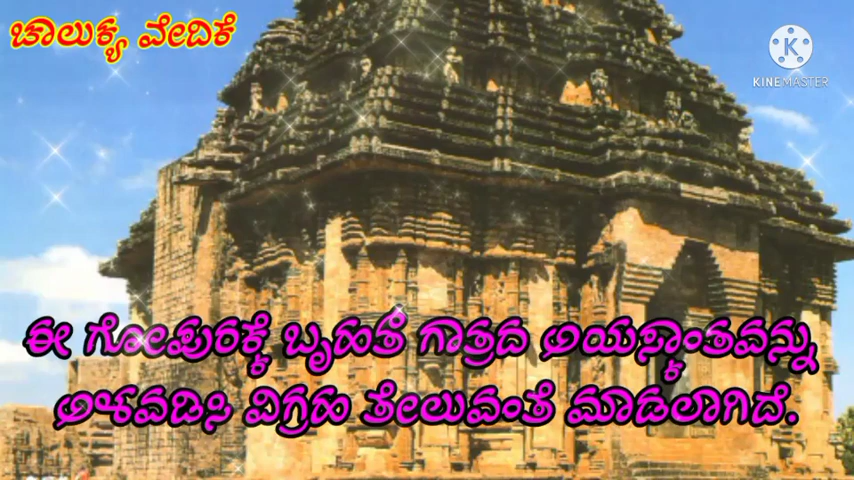 ಚಾಲುಕ್ಯ ವೇದಿಕೆ
KINEMASTER
ಈ ಗೋಪುರಕ್ಕೆ ಬೃಹತ್ ಗಾತ್ರದ ಅಯಸ್ಕಾಂತವನ್ನು
ಅಳವಡಿಸಿ ವಿಗ್ರಹ ತೇಲುವಂತೆ ಮಾಡಲಾಗಿದೆ.